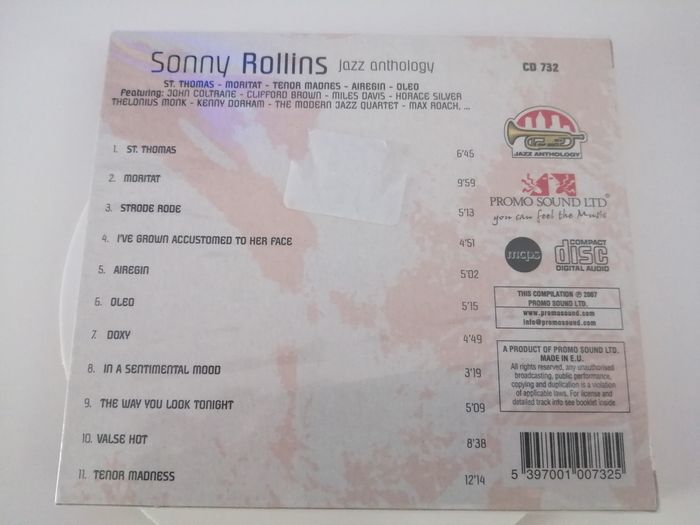 Sonny Rollins jazz anthology
CD 732
ST. THOMAS - MORITAT - TENOR MADNES - AIREGIN - OLEO
Featuring: JOHN COLTRANE - CLIFFORD BROWN - MILES DAVIS - HORACE SILVER
THELONIUS MONK - KENNY DORHAM - THE MODERN JAZZ QUARTET - MAX ROACH, ...
1. ST. THOMAS 6'45
2. MORITAT 9'59
3. STRODE RODE 5'13
4. I'VE GROWN ACCUSTOMED TO HER FACE 4'51
5. AIREGIN 5'02
6. OLEO 5'15
7. DOXY 4'49
8. IN A SENTIMENTAL MOOD 3'19
9. THE WAY YOU LOOK TONIGHT 5'09
10. VALSE HOT 8'38
11. TENOR MADNESS 12'14
JAZZ ANTHOLOGY
PROMO SOUND LTD®
you can feel the Music
mcps
COMPACT
disc
DIGITAL AUDIO
THIS COMPILATION ℗ 2007
PROMO SOUND LTD.
www.promosound.com
info@promosound.com
A PRODUCT OF PROMO SOUND LTD.
MADE IN E.U.
All rights reserved, any unauthorised
broadcasting, public performance,
copying and duplication is a violation
of applicable laws. For license and
detailed track info see booklet inside.
5 397001 007325